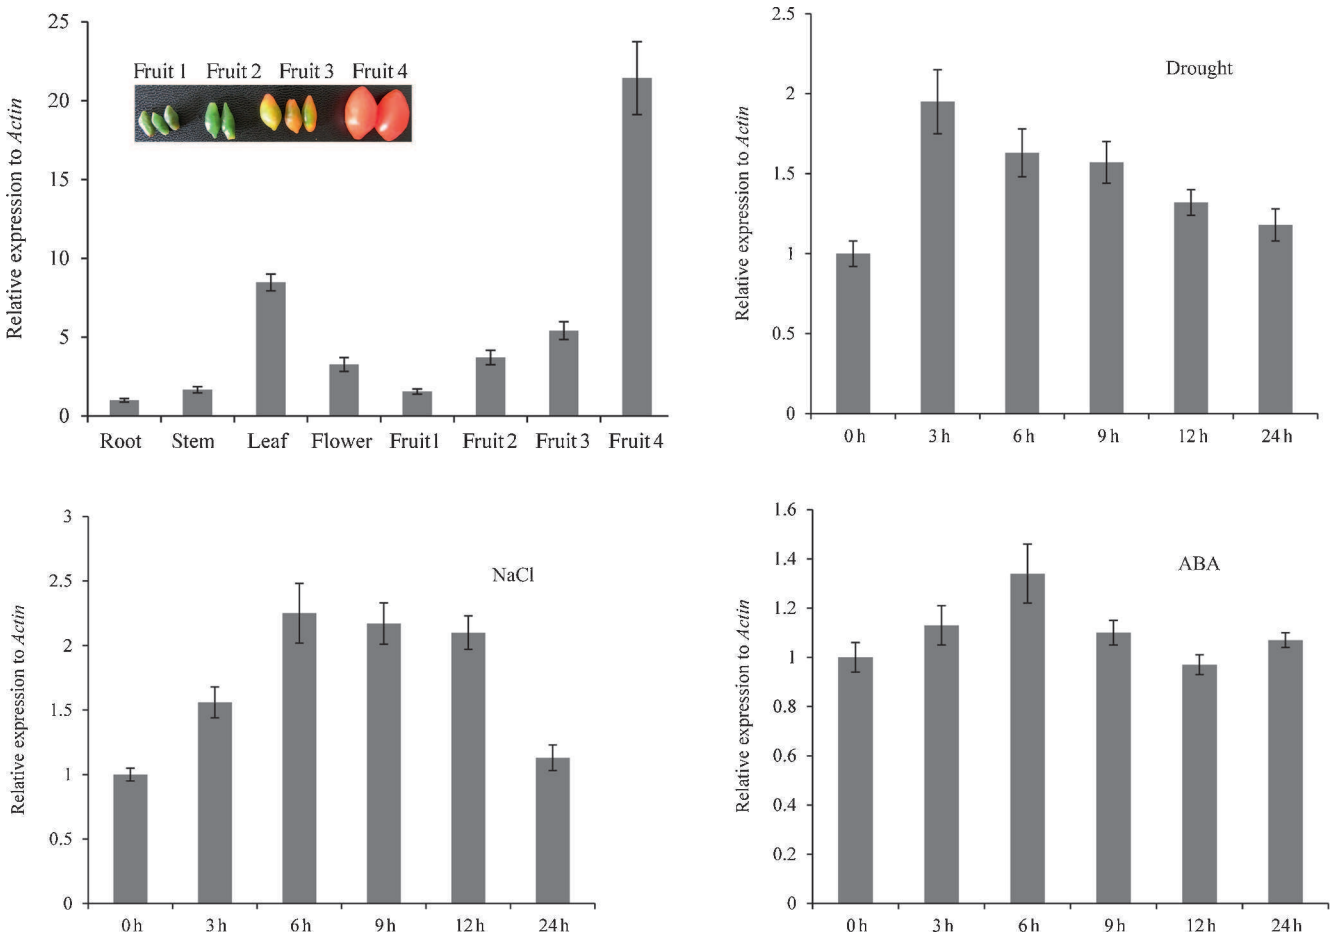 Relative expression to Actin
25
20
15
10
5
0
Fruit 1 Fruit 2 Fruit 3 Fruit 4
Root Stem Leaf Flower Fruit1 Fruit 2 Fruit 3 Fruit 4
Relative expression to Actin
2.5
2
1.5
1
0.5
0
Drought
0 h 3 h 6 h 9 h 12 h 24 h
Relative expression to Actin
3
2.5
2
1.5
1
0.5
0
NaCl
0 h 3 h 6 h 9 h 12 h 24 h
Relative expression to Actin
1.6
1.4
1.2
1
0.8
0.6
0.4
0.2
0
ABA
0 h 3 h 6 h 9 h 12 h 24 h